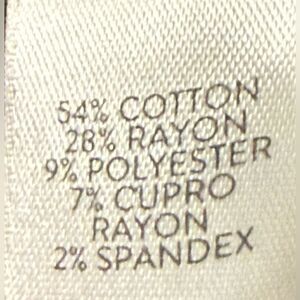 54% COTTON
28% RAYON
9% POLYESTER
7% CUPRO
RAYON
2% SPANDEX